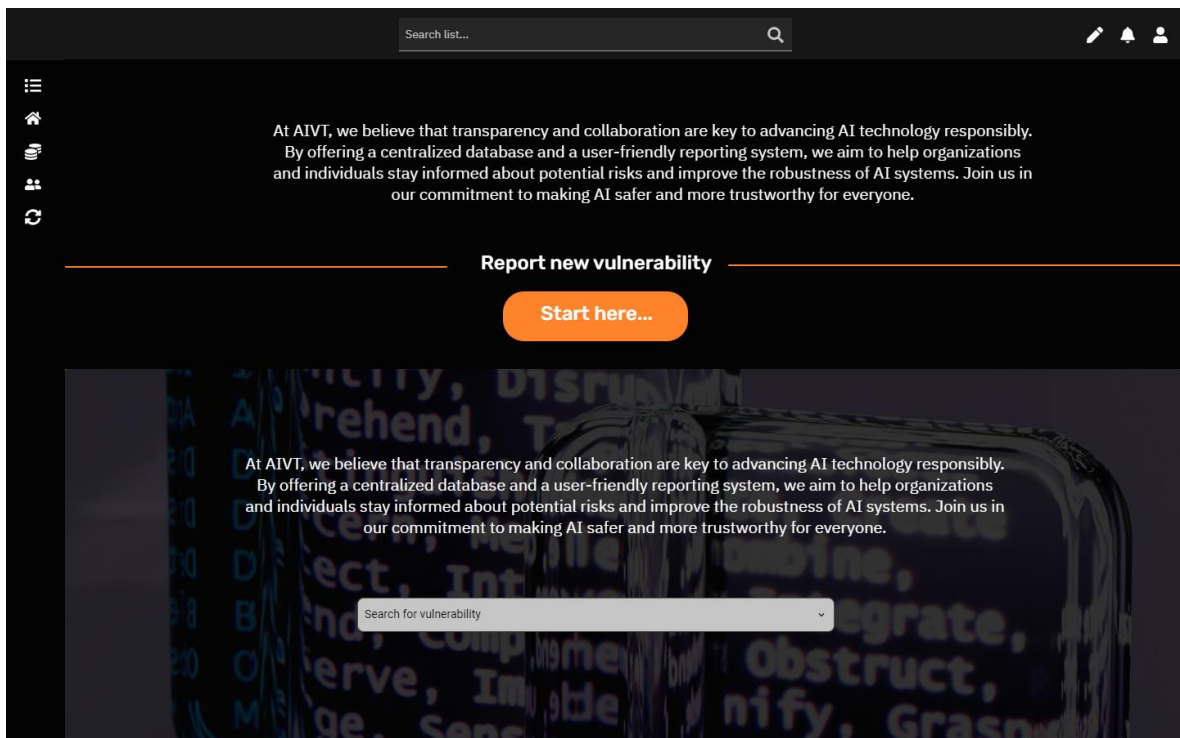 Search list...
At AIVT, we believe that transparency and collaboration are key to advancing AI technology responsibly.
By offering a centralized database and a user-friendly reporting system, we aim to help organizations
and individuals stay informed about potential risks and improve the robustness of AI systems. Join us in
our commitment to making AI safer and more trustworthy for everyone.
Report new vulnerability
Start here...
At AIVT, we believe that transparency and collaboration are key to advancing AI technology responsibly.
By offering a centralized database and a user-friendly reporting system, we aim to help organizations
and individuals stay informed about potential risks and improve the robustness of AI systems. Join us in
our commitment to making AI safer and more trustworthy for everyone.
Search for vulnerability
Obstruct,